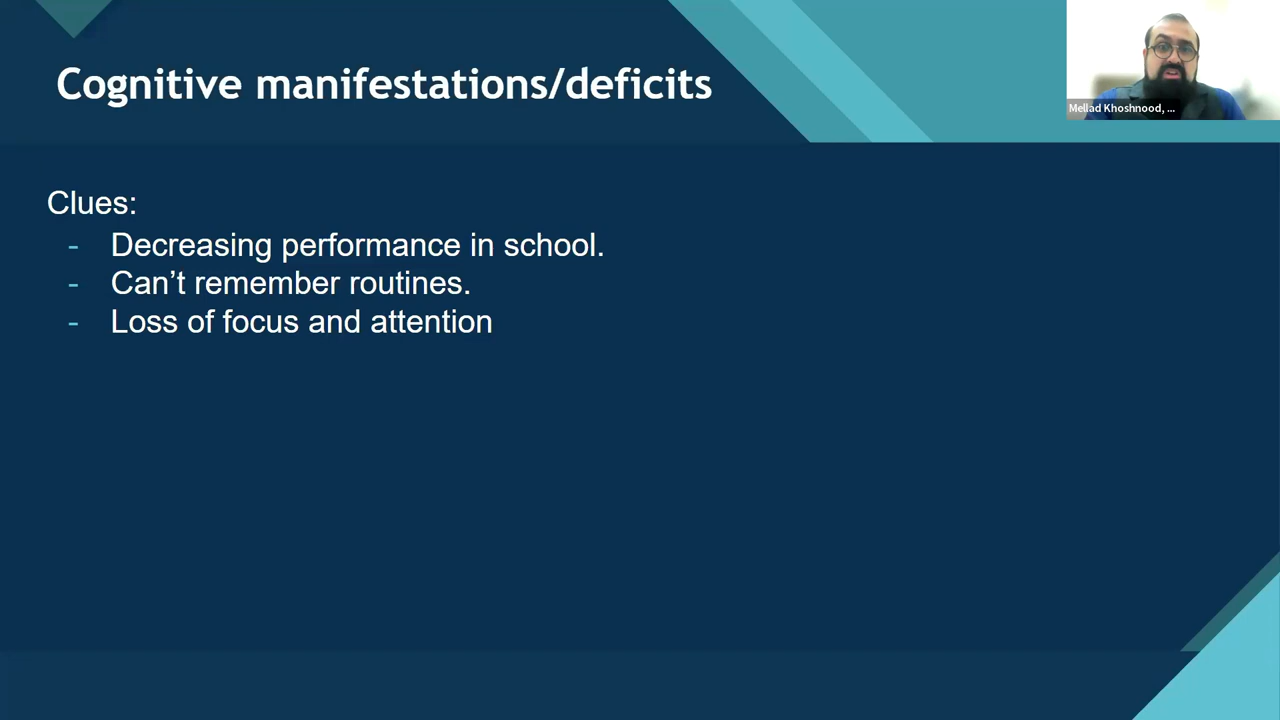 Cognitive manifestations/deficits
Mellad Khoshnood, ...
Clues:
- Decreasing performance in school.
- Can’t remember routines.
- Loss of focus and attention